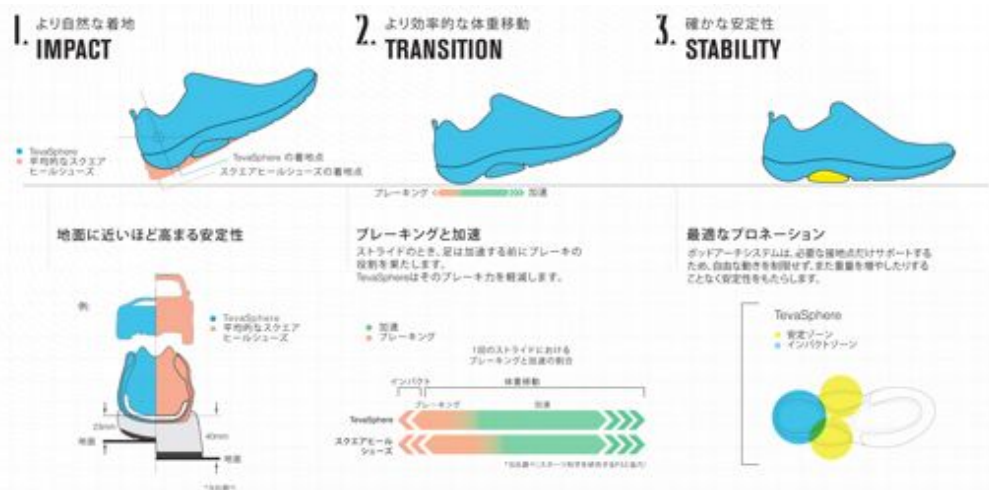 1. より自然な着地
IMPACT
TevaSphere
平均的なスクエア
ヒールシューズ
TevaSphere の着地点
スクエアヒールシューズの着地点
地面に近いほど高まる安定性
例:
TevaSphere
平均的なスクエア
ヒールシューズ
地面
40mm
地面
2. より効率的な体重移動
TRANSITION
ブレーキング
加速
ブレーキングと加速
ストライドのとき、足は加速する前にブレーキの
役割を果たします。
TevaSphereはそのブレーキ力を軽減します。
加速
ブレーキング
1回のストライドにおける
ブレーキングと加速の割合
インパクト
体重移動
ブレーキング
加速
TevaSphere
スクエアヒール
シューズ
3. 確かな安定性
STABILITY
最適なプロネーション
ポッドアーチシステムは、必要な接地点だけサポートする
ため、自由な動きを制限せず、また重量を増やしたりする
ことなく安定性をもたらします。
TevaSphere
安定ゾーン
インパクトゾーン